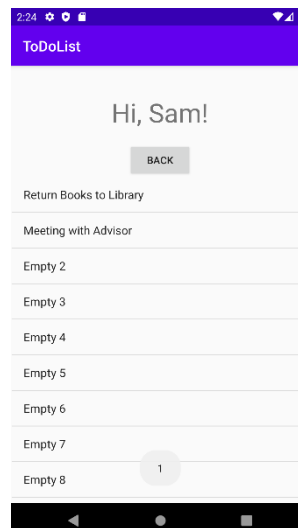 2:24
ToDoList
Hi, Sam!
BACK
Return Books to Library
Meeting with Advisor
Empty 2
Empty 3
Empty 4
Empty 5
Empty 6
Empty 7
1
Empty 8